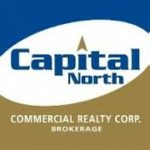 Capital
North
COMMERCIAL REALTY CORP.
BROKERAGE